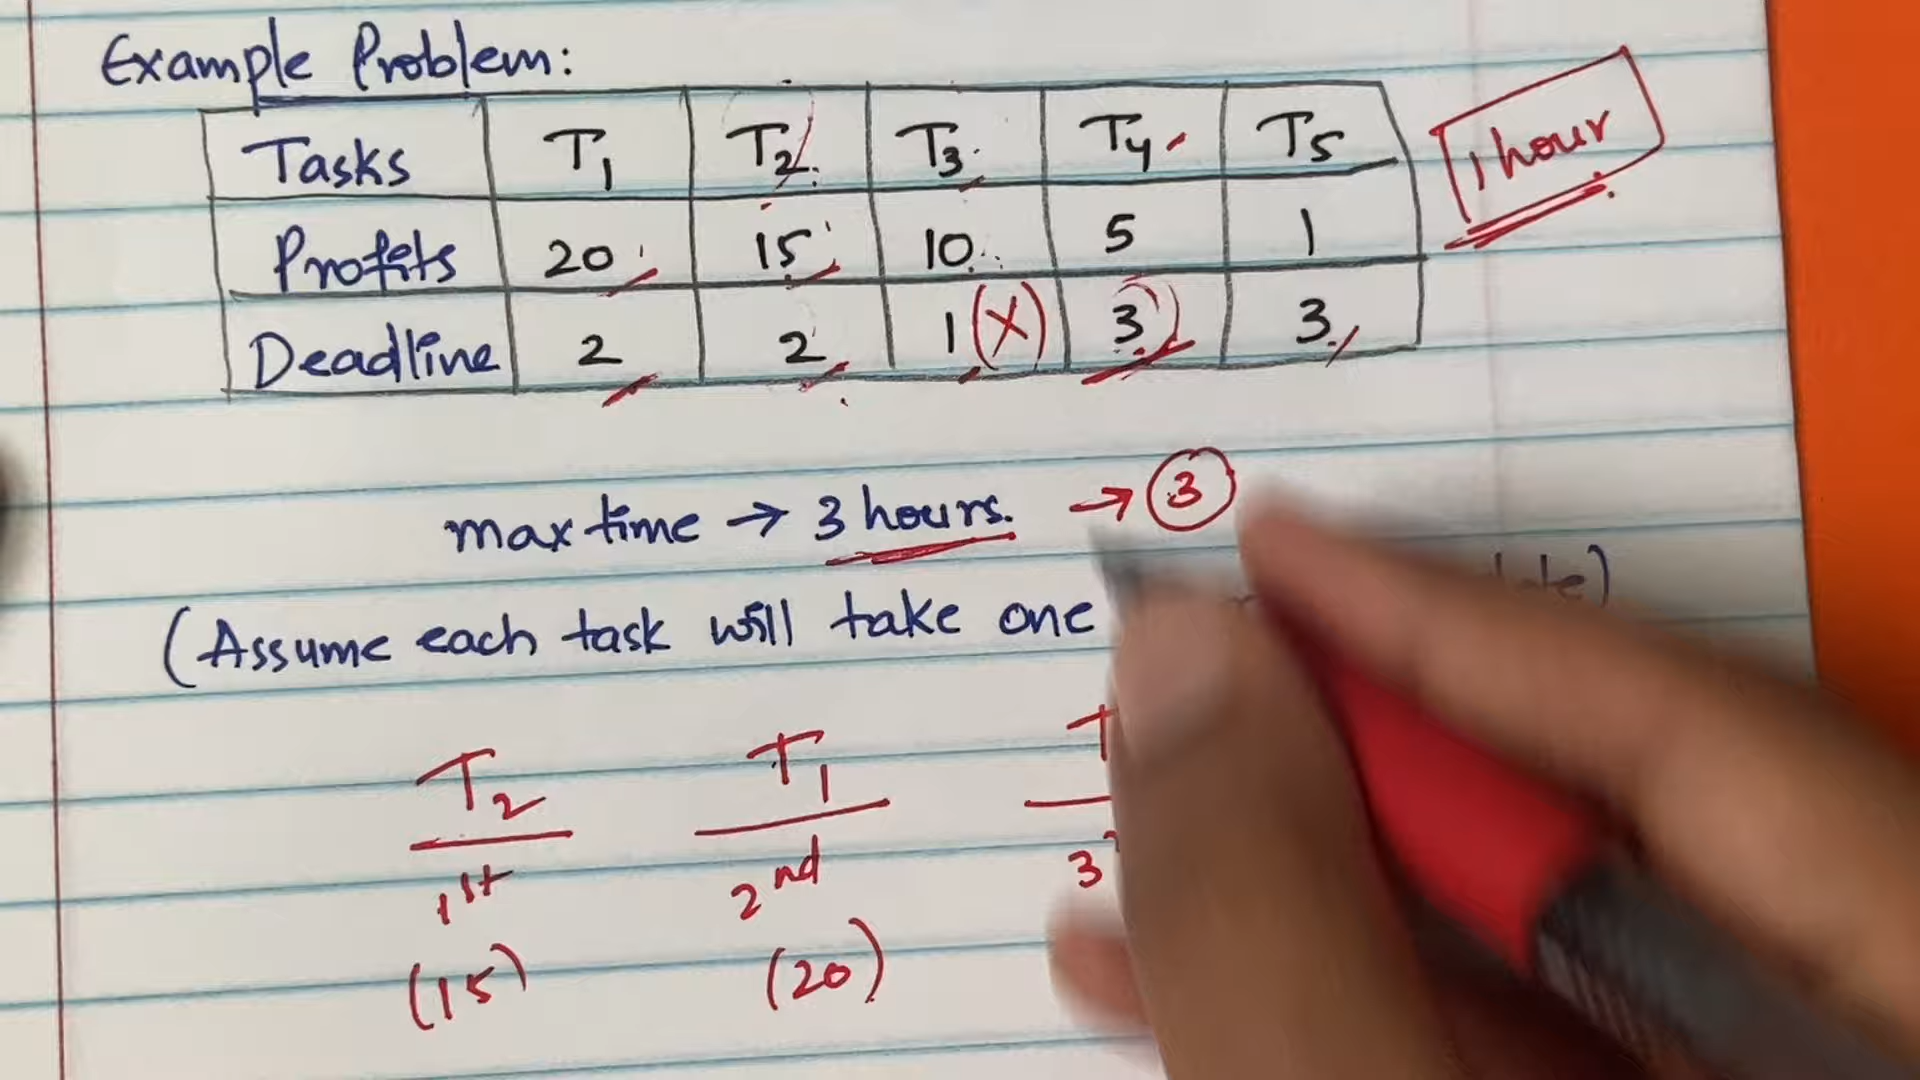 Example Problem:
Tasks T1 T2 T3 T4 T5
1 hour
Profits 20 15 10 5 1
Deadline 2 2 1 (X) 3 3
max time → 3 hours. → 3
(Assume each task will take one
T2 T1 T
1st 2nd 3
(15) (20)